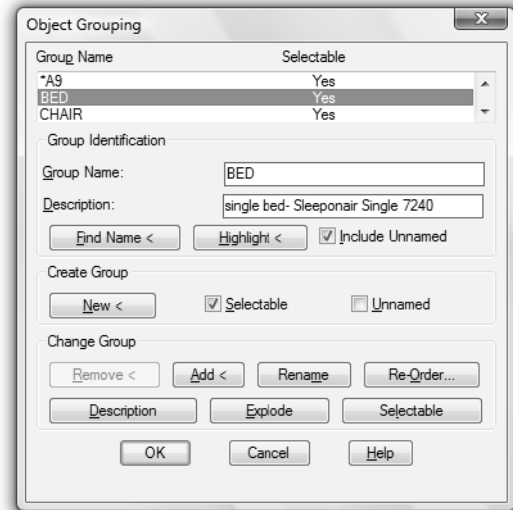 Object Grouping X
Group Name Selectable
*A9 Yes
BED Yes
CHAIR Yes
Group Identification
Group Name: BED
Description: single bed- Sleeponair Single 7240
Find Name < Highlight < Include Unnamed
Create Group
New < Selectable Unnamed
Change Group
Remove < Add < Rename Re-Order...
Description Explode Selectable
OK Cancel Help